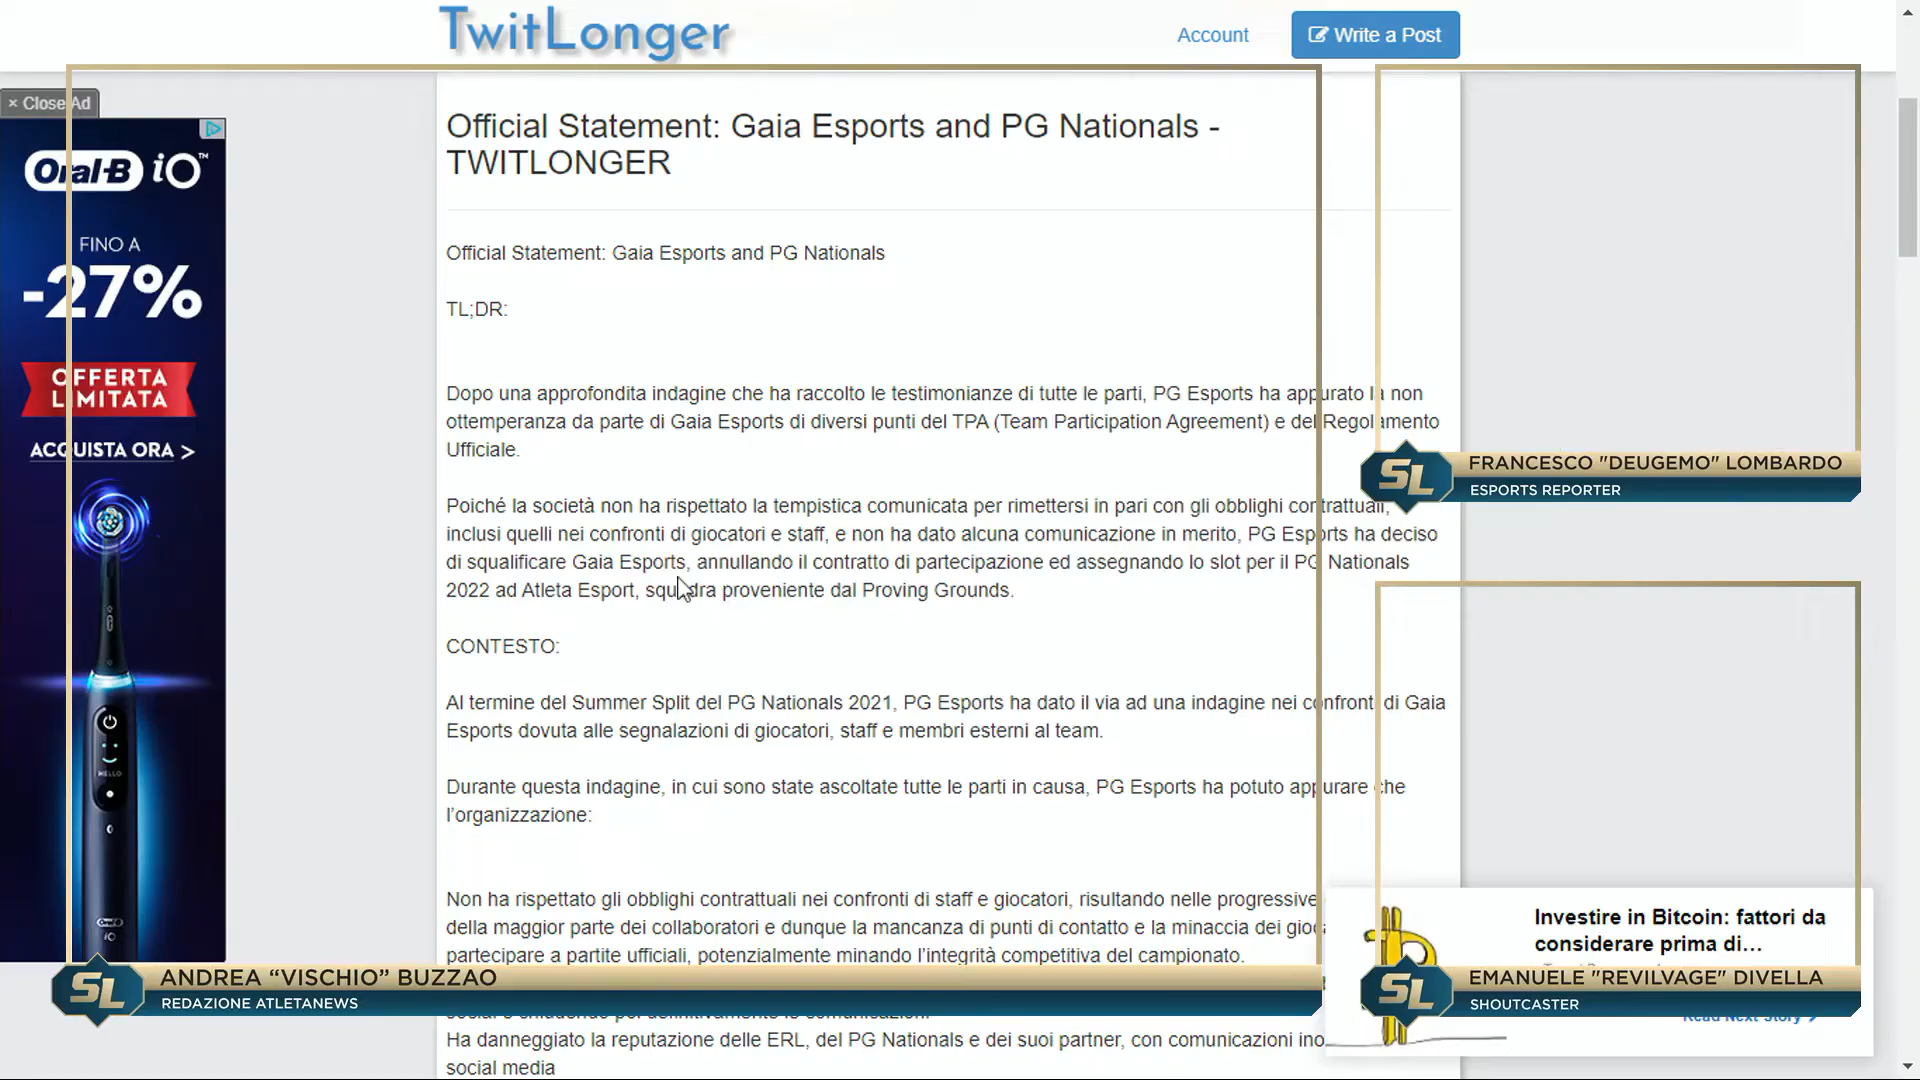 TwitLonger
Account
Write a Post
× Close Ad
Oral-B iO™
FINO A
-27%
OFFERTA
LIMITATA
ACQUISTA ORA >
HELLO
Oral-B
iO
Official Statement: Gaia Esports and PG Nationals -
TWITLONGER
Official Statement: Gaia Esports and PG Nationals
TL;DR:
Dopo una approfondita indagine che ha raccolto le testimonianze di tutte le parti, PG Esports ha appurato la non
ottemperanza da parte di Gaia Esports di diversi punti del TPA (Team Participation Agreement) e del Regolamento
Ufficiale.
Poiché la società non ha rispettato la tempistica comunicata per rimettersi in pari con gli obblighi contrattuali,
inclusi quelli nei confronti di giocatori e staff, e non ha dato alcuna comunicazione in merito, PG Esports ha deciso
di squalificare Gaia Esports, annullando il contratto di partecipazione ed assegnando lo slot per il PG Nationals
2022 ad Atleta Esport, squadra proveniente dal Proving Grounds.
CONTESTO:
Al termine del Summer Split del PG Nationals 2021, PG Esports ha dato il via ad una indagine nei confronti di Gaia
Esports dovuta alle segnalazioni di giocatori, staff e membri esterni al team.
Durante questa indagine, in cui sono state ascoltate tutte le parti in causa, PG Esports ha potuto appurare che
l'organizzazione:
Non ha rispettato gli obblighi contrattuali nei confronti di staff e giocatori, risultando nelle progressive
della maggior parte dei collaboratori e dunque la mancanza di punti di contatto e la minaccia dei
partecipare a partite ufficiali, potenzialmente minando l'integrità competitiva del campionato.
Ha danneggiato la reputazione delle ERL, del PG Nationals e dei suoi partner, con comunicazioni
social media
SL
FRANCESCO "DEUGEMO" LOMBARDO
ESPORTS REPORTER
Investire in Bitcoin: fattori da
considerare prima di...
SL
ANDREA “VISCHIO” BUZZAO
REDAZIONE ATLETANEWS
SL
EMANUELE "REVILVAGE" DIVELLA
SHOUTCASTER
Read Next Story >